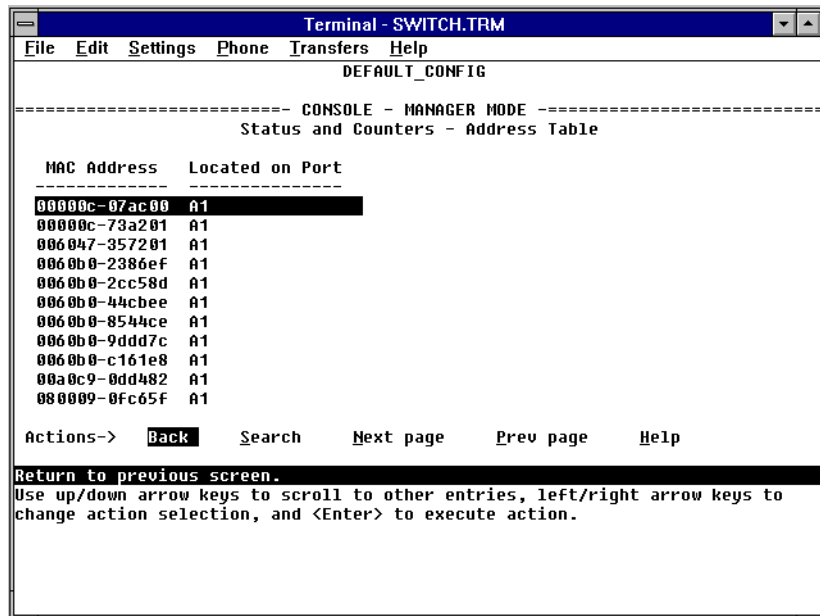 Terminal - SWITCH.TRM
File Edit Settings Phone Transfers Help
DEFAULT_CONFIG
==========================- CONSOLE - MANAGER MODE -===========================
Status and Counters - Address Table
MAC Address Located on Port
------------- ---------------
00000c-07ac00 A1
00000c-73a201 A1
006047-357201 A1
0060b0-2386ef A1
0060b0-2cc58d A1
0060b0-44cbee A1
0060b0-8544ce A1
0060b0-9ddd7c A1
0060b0-c161e8 A1
00a0c9-0dd482 A1
080009-0fc65f A1
Actions-> Back Search Next page Prev page Help
Return to previous screen.
Use up/down arrow keys to scroll to other entries, left/right arrow keys to
change action selection, and <Enter> to execute action.